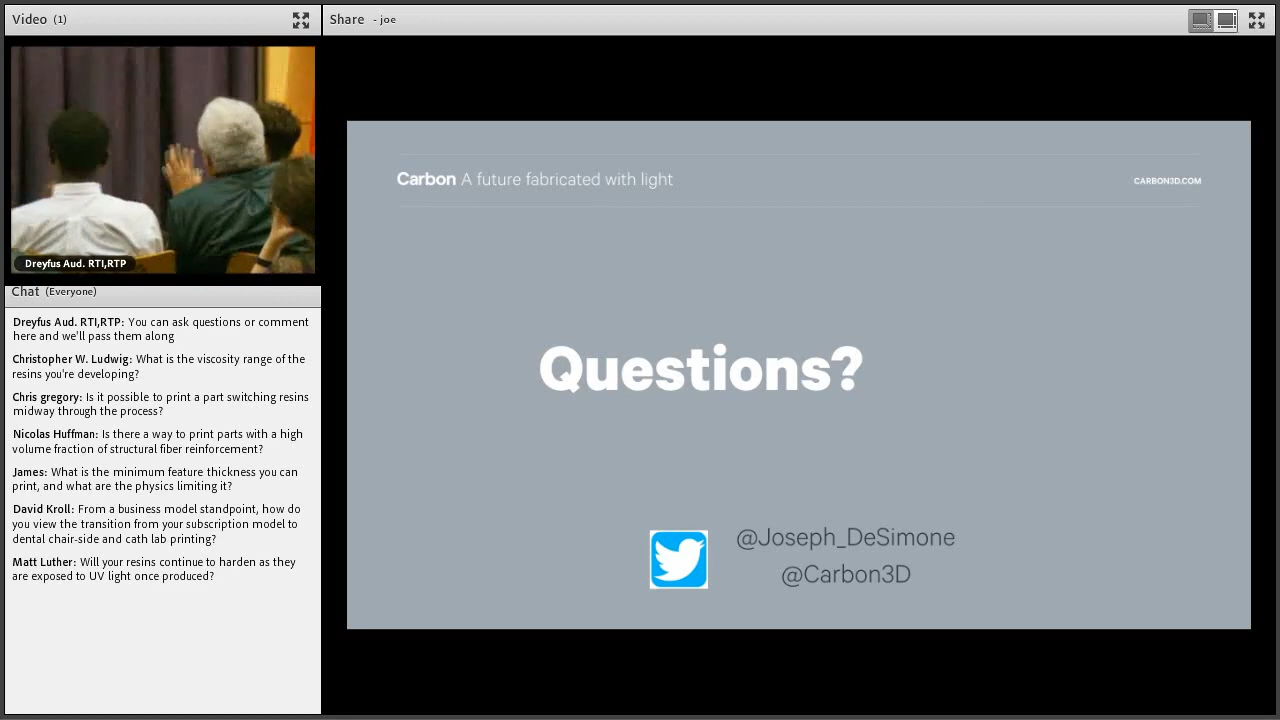 Video (1)
Share - joe
Dreyfus Aud. RTI,RTP
Chat (Everyone)
Dreyfus Aud. RTI,RTP: You can ask questions or comment
here and we'll pass them along
Christopher W. Ludwig: What is the viscosity range of the
resins you're developing?
Chris gregory: Is it possible to print a part switching resins
midway through the process?
Nicolas Huffman: Is there a way to print parts with a high
volume fraction of structural fiber reinforcement?
James: What is the minimum feature thickness you can
print, and what are the physics limiting it?
David Kroll: From a business model standpoint, how do
you view the transition from your subscription model to
dental chair-side and cath lab printing?
Matt Luther: Will your resins continue to harden as they
are exposed to UV light once produced?
Carbon A future fabricated with light
CARBON3D.COM
Questions?
@Joseph_DeSimone
@Carbon3D